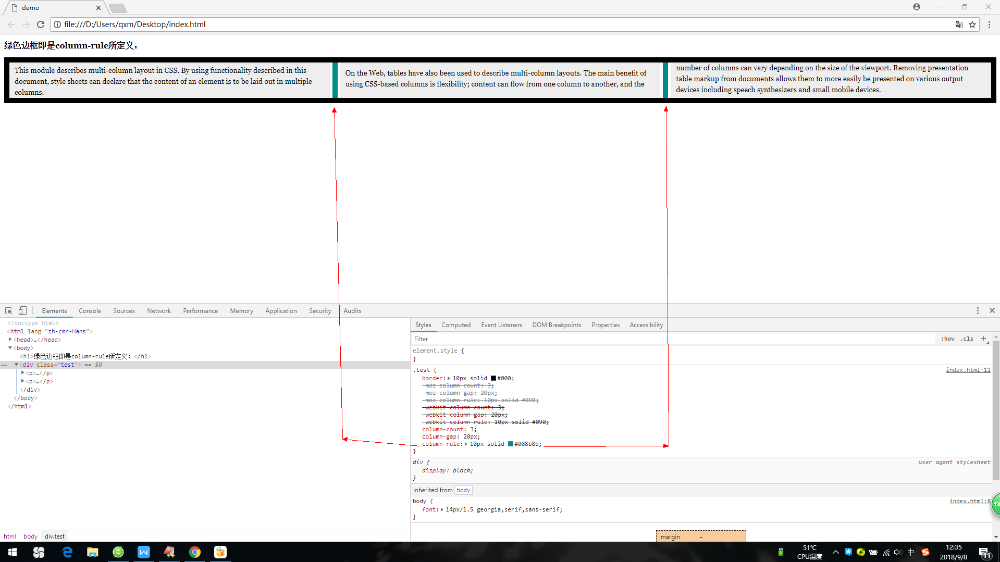 demo
file:///D:/Users/qxm/Desktop/index.html
绿色边框即是column-rule所定义：
This module describes multi-column layout in CSS. By using functionality described in this
document, style sheets can declare that the content of an element is to be laid out in multiple
columns.
On the Web, tables have also been used to describe multi-column layouts. The main benefit of
using CSS-based columns is flexibility; content can flow from one column to another, and the
number of columns can vary depending on the size of the viewport. Removing presentation
table markup from documents allows them to more easily be presented on various output
devices including speech synthesizers and small mobile devices.
Elements Console Sources Network Performance Memory Application Security Audits
<!doctype html>
<html lang="zh-cmn-Hans">
<head>…</head>
<body>
<h1>绿色边框即是column-rule所定义：</h1>
<div class="test"> == $0
<p>…</p>
<p>…</p>
</div>
</body>
</html>
html body div.test
Styles Computed Event Listeners DOM Breakpoints Properties Accessibility
Filter :hov .cls +
element.style {
}
.test { index.html:11
border: 10px solid #000;
-moz-column-count: 3;
-moz-column-gap: 20px;
-moz-column-rule: 10px solid #090;
-webkit-column-count: 3;
-webkit-column-gap: 20px;
-webkit-column-rule: 10px solid #090;
column-count: 3;
column-gap: 20px;
column-rule: 10px solid #008b8b;
}
div { user agent stylesheet
display: block;
}
Inherited from body
body { index.html:8
font: 14px/1.5 georgia,serif,sans-serif;
}
margin –
48
51℃
CPU温度
中
12:35
2018/9/8
11